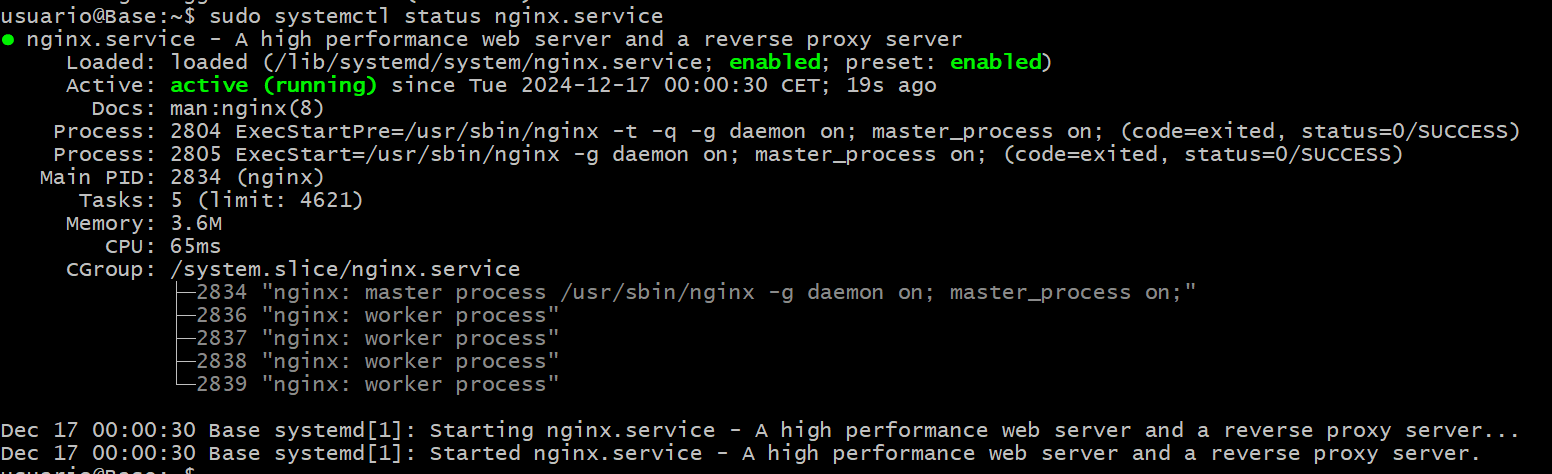 usuario@Base:~$ sudo systemctl status nginx.service
● nginx.service - A high performance web server and a reverse proxy server
     Loaded: loaded (/lib/systemd/system/nginx.service; enabled; preset: enabled)
     Active: active (running) since Tue 2024-12-17 00:00:30 CET; 19s ago
       Docs: man:nginx(8)
    Process: 2804 ExecStartPre=/usr/sbin/nginx -t -q -g daemon on; master_process on; (code=exited, status=0/SUCCESS)
    Process: 2805 ExecStart=/usr/sbin/nginx -g daemon on; master_process on; (code=exited, status=0/SUCCESS)
   Main PID: 2834 (nginx)
      Tasks: 5 (limit: 4621)
     Memory: 3.6M
        CPU: 65ms
     CGroup: /system.slice/nginx.service
             ├─2834 "nginx: master process /usr/sbin/nginx -g daemon on; master_process on;"
             ├─2836 "nginx: worker process"
             ├─2837 "nginx: worker process"
             ├─2838 "nginx: worker process"
             └─2839 "nginx: worker process"

Dec 17 00:00:30 Base systemd[1]: Starting nginx.service - A high performance web server and a reverse proxy server...
Dec 17 00:00:30 Base systemd[1]: Started nginx.service - A high performance web server and a reverse proxy server.
usuario@Base:~$